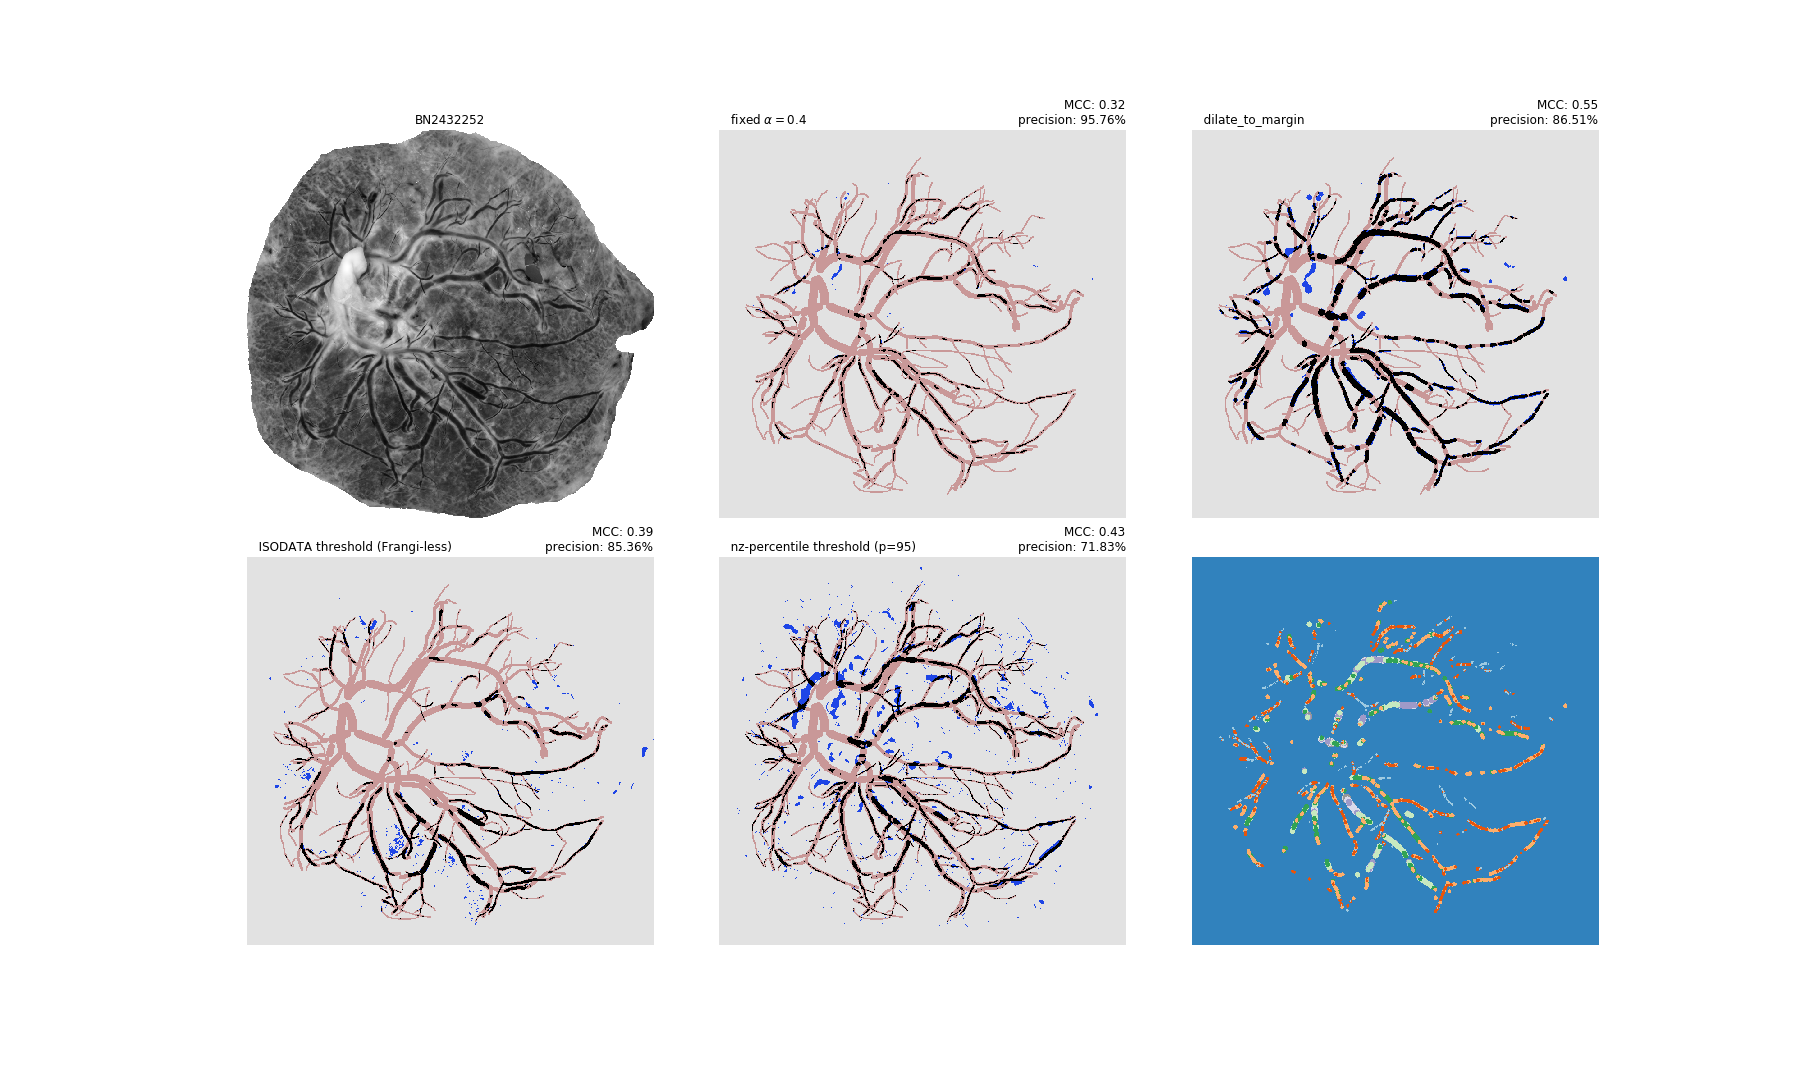 BN2432252
fixed α = 0.4
MCC: 0.32
precision: 95.76%
dilate_to_margin
MCC: 0.55
precision: 86.51%
ISODATA threshold (Frangi-less)
MCC: 0.39
precision: 85.36%
nz-percentile threshold (p=95)
MCC: 0.43
precision: 71.83%